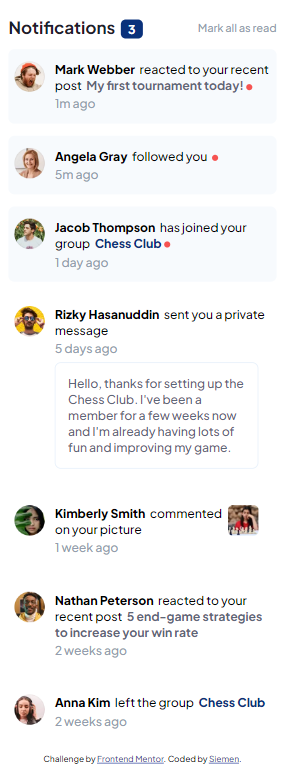 Notifications 3 Mark all as read
Mark Webber reacted to your recent
post My first tournament today!
1m ago
Angela Gray followed you
5m ago
Jacob Thompson has joined your
group Chess Club
1 day ago
Rizky Hasanuddin sent you a private
message
5 days ago
Hello, thanks for setting up the
Chess Club. I've been a
member for a few weeks now
and I'm already having lots of
fun and improving my game.
Kimberly Smith commented
on your picture
1 week ago
Nathan Peterson reacted to your
recent post 5 end-game strategies
to increase your win rate
2 weeks ago
Anna Kim left the group Chess Club
2 weeks ago
Challenge by Frontend Mentor. Coded by Siemen.